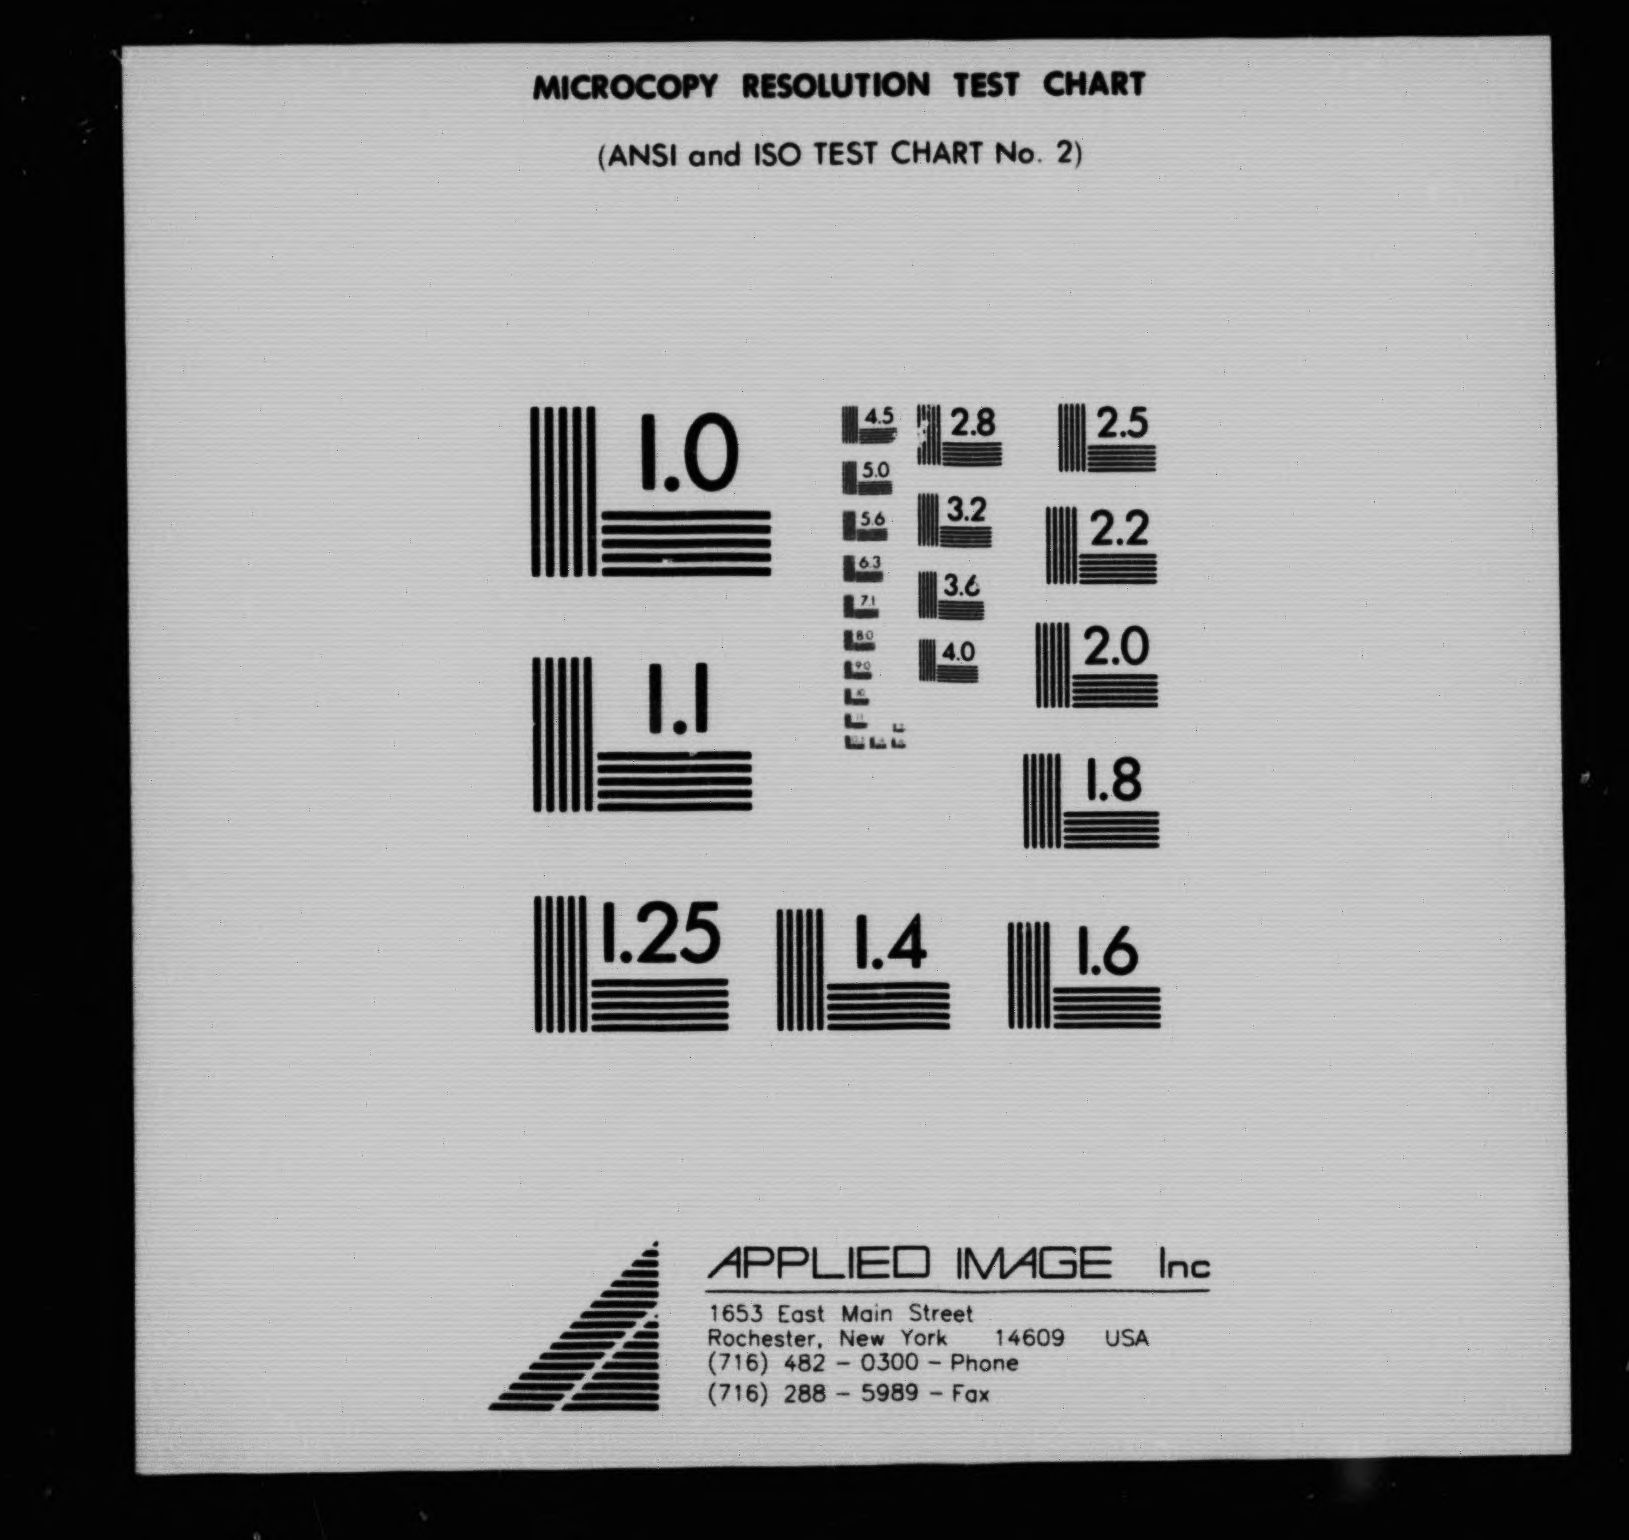 MICROCOPY RESOLUTION TEST CHART
(ANSI and ISO TEST CHART No. 2)
1.0
1.1
1.25
1.4
1.6
1.8
2.0
2.2
2.5
2.8
3.2
3.6
4.0
4.5
5.0
5.6
6.3
7.1
8.0
9.0
APPLIED IMAGE Inc
1653 East Main Street
Rochester, New York 14609 USA
(716) 482 - 0300 - Phone
(716) 288 - 5989 - Fax